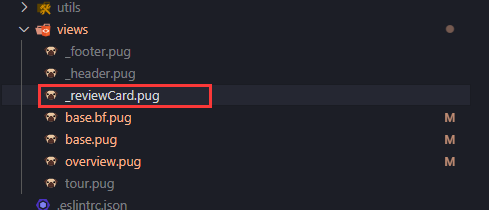 utils
views
_footer.pug
_header.pug
_reviewCard.pug
base.bf.pug M
base.pug M
overview.pug M
tour.pug
.eslintrc.json